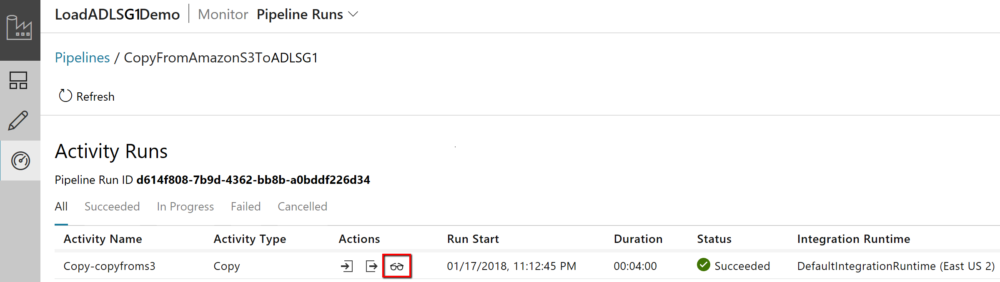 LoadADLSG1Demo Monitor Pipeline Runs
Pipelines / CopyFromAmazonS3ToADLSG1
Refresh
Activity Runs
Pipeline Run ID d614f808-7b9d-4362-bb8b-a0bddf226d34
All Succeeded In Progress Failed Cancelled
Activity Name Activity Type Actions Run Start Duration Status Integration Runtime
Copy-copyfroms3 Copy 01/17/2018, 11:12:45 PM 00:04:00 Succeeded DefaultIntegrationRuntime (East US 2)